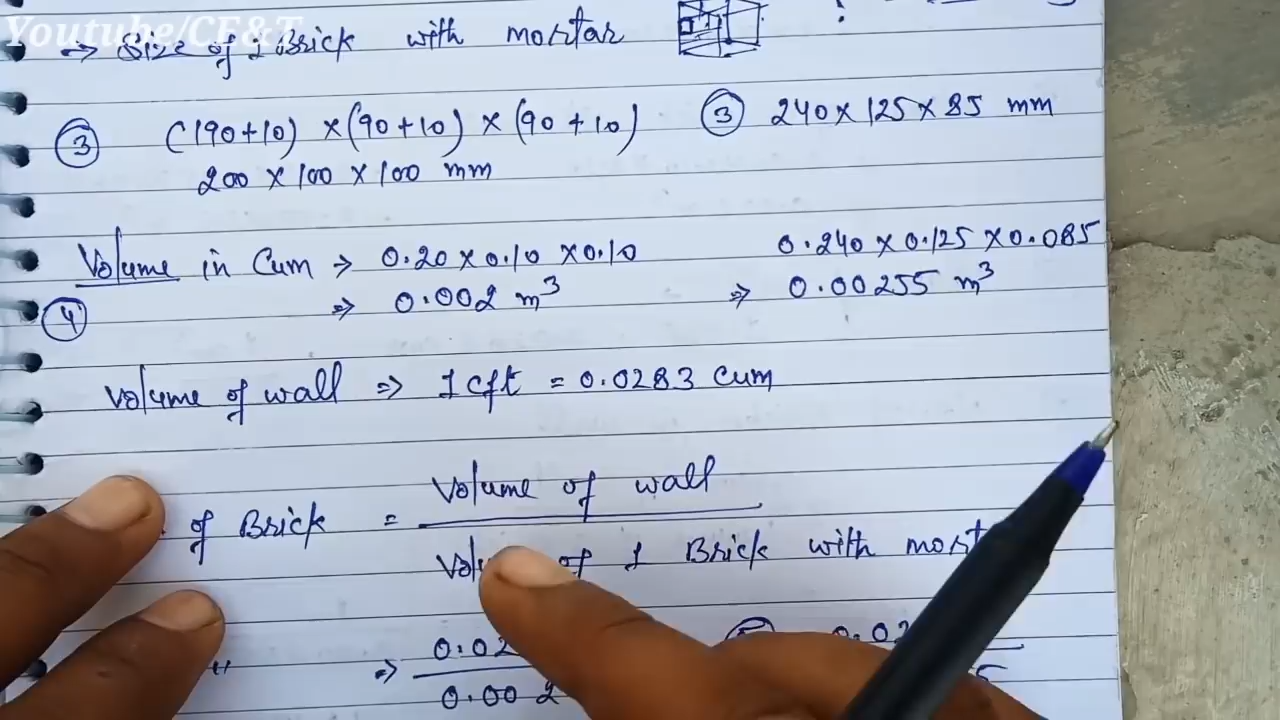 Youtube/CE&T
→ Size of 1 Brick with mortar ?
③ (190+10) × (90+10) × (90+10) ③ 240×125×85 mm
200 × 100 × 100 mm
Volume in Cum → 0.20×0.10×0.10 0.240×0.125×0.085
④ ⇒ 0.002 m³ ⇒ 0.00255 m³
Volume of wall ⇒ 1 cft = 0.0283 Cum
of Brick = Volume of wall
of 1 Brick with
" ⇒